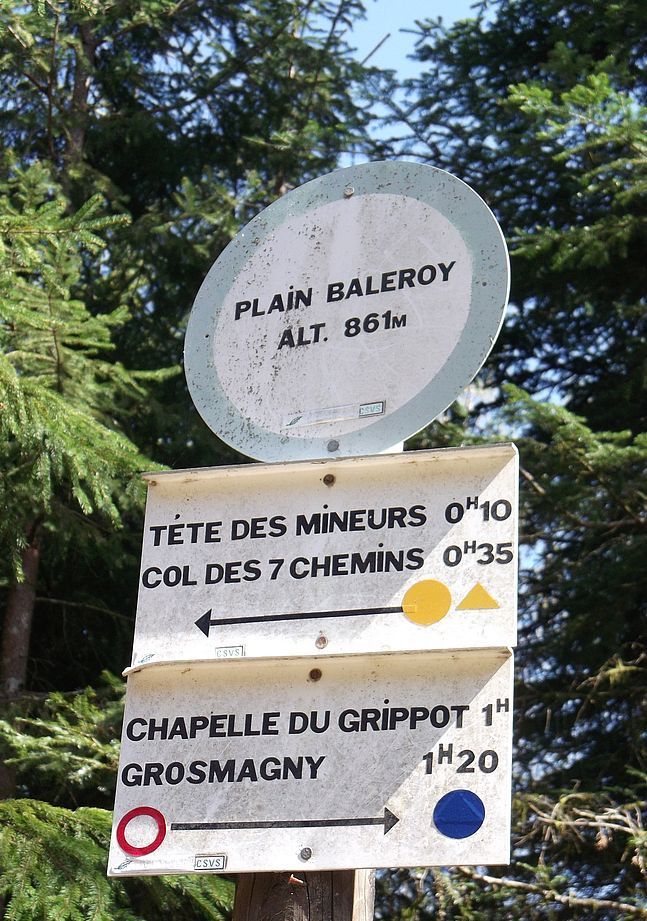 PLAIN BALEROY
ALT. 861M
CSVS
TÉTE DES MINEURS 0H10
COL DES 7 CHEMINS 0H35
CSVS
CHAPELLE DU GRIPPOT 1H
GROSMAGNY 1H20
CSVS